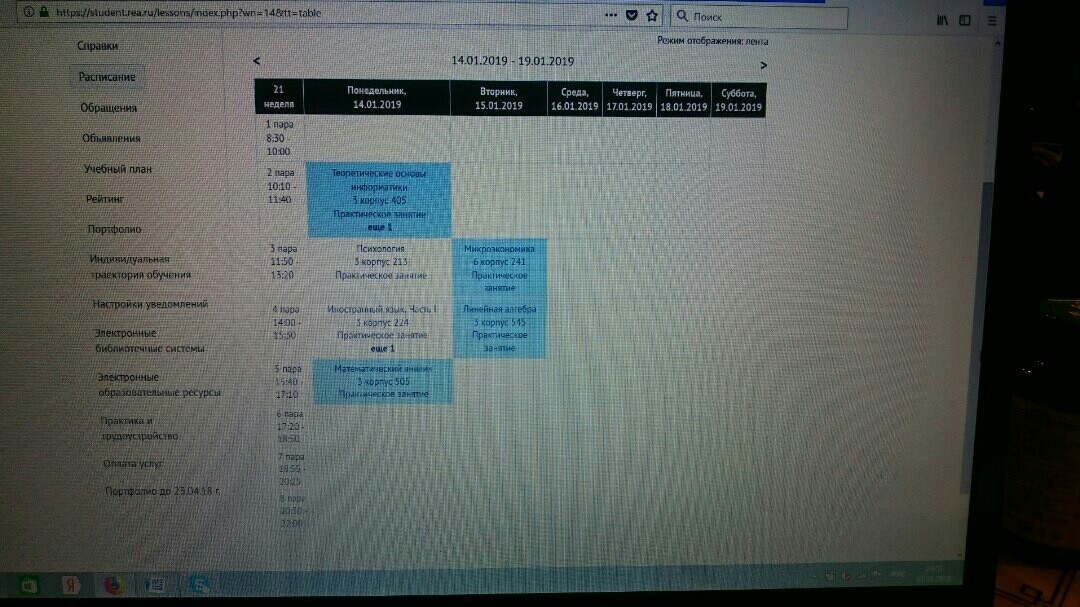 https://student.rea.ru/lessons/index.php?wn=14&tt=table
Поиск
Режим отображения: лента
Справки
Расписание
Обращения
Объявления
Учебный план
Рейтинг
Портфолио
Индивидуальная
траектория обучения
Настройки уведомлений
Электронные
библиотечные системы
Электронные
образовательные ресурсы
Практика и
трудоустройство
Оплата услуг
Портфолио до 23.04.18 г.
< 14.01.2019 - 19.01.2019 >
21
неделя
Понедельник,
14.01.2019
Вторник,
15.01.2019
Среда,
16.01.2019
Четверг,
17.01.2019
Пятница,
18.01.2019
Суббота,
19.01.2019
1 пара
8:30 -
10:00
2 пара
10:10 -
11:40
Теоретические основы
информатики
3 корпус 405
Практическое занятие
еще 1
3 пара
11:50 -
13:20
Психология
3 корпус 213
Практическое занятие
Микроэкономика
6 корпус 241
Практическое
занятие
4 пара
14:00 -
15:30
Иностранный язык, Часть I
3 корпус 224
Практическое занятие
еще 1
Линейная алгебра
3 корпус 545
Практическое
занятие
5 пара
15:40 -
17:10
Математический анализ
3 корпус 505
Практическое занятие
6 пара
17:20 -
18:50
7 пара
18:55 -
20:25
8 пара
20:30 -
22:00